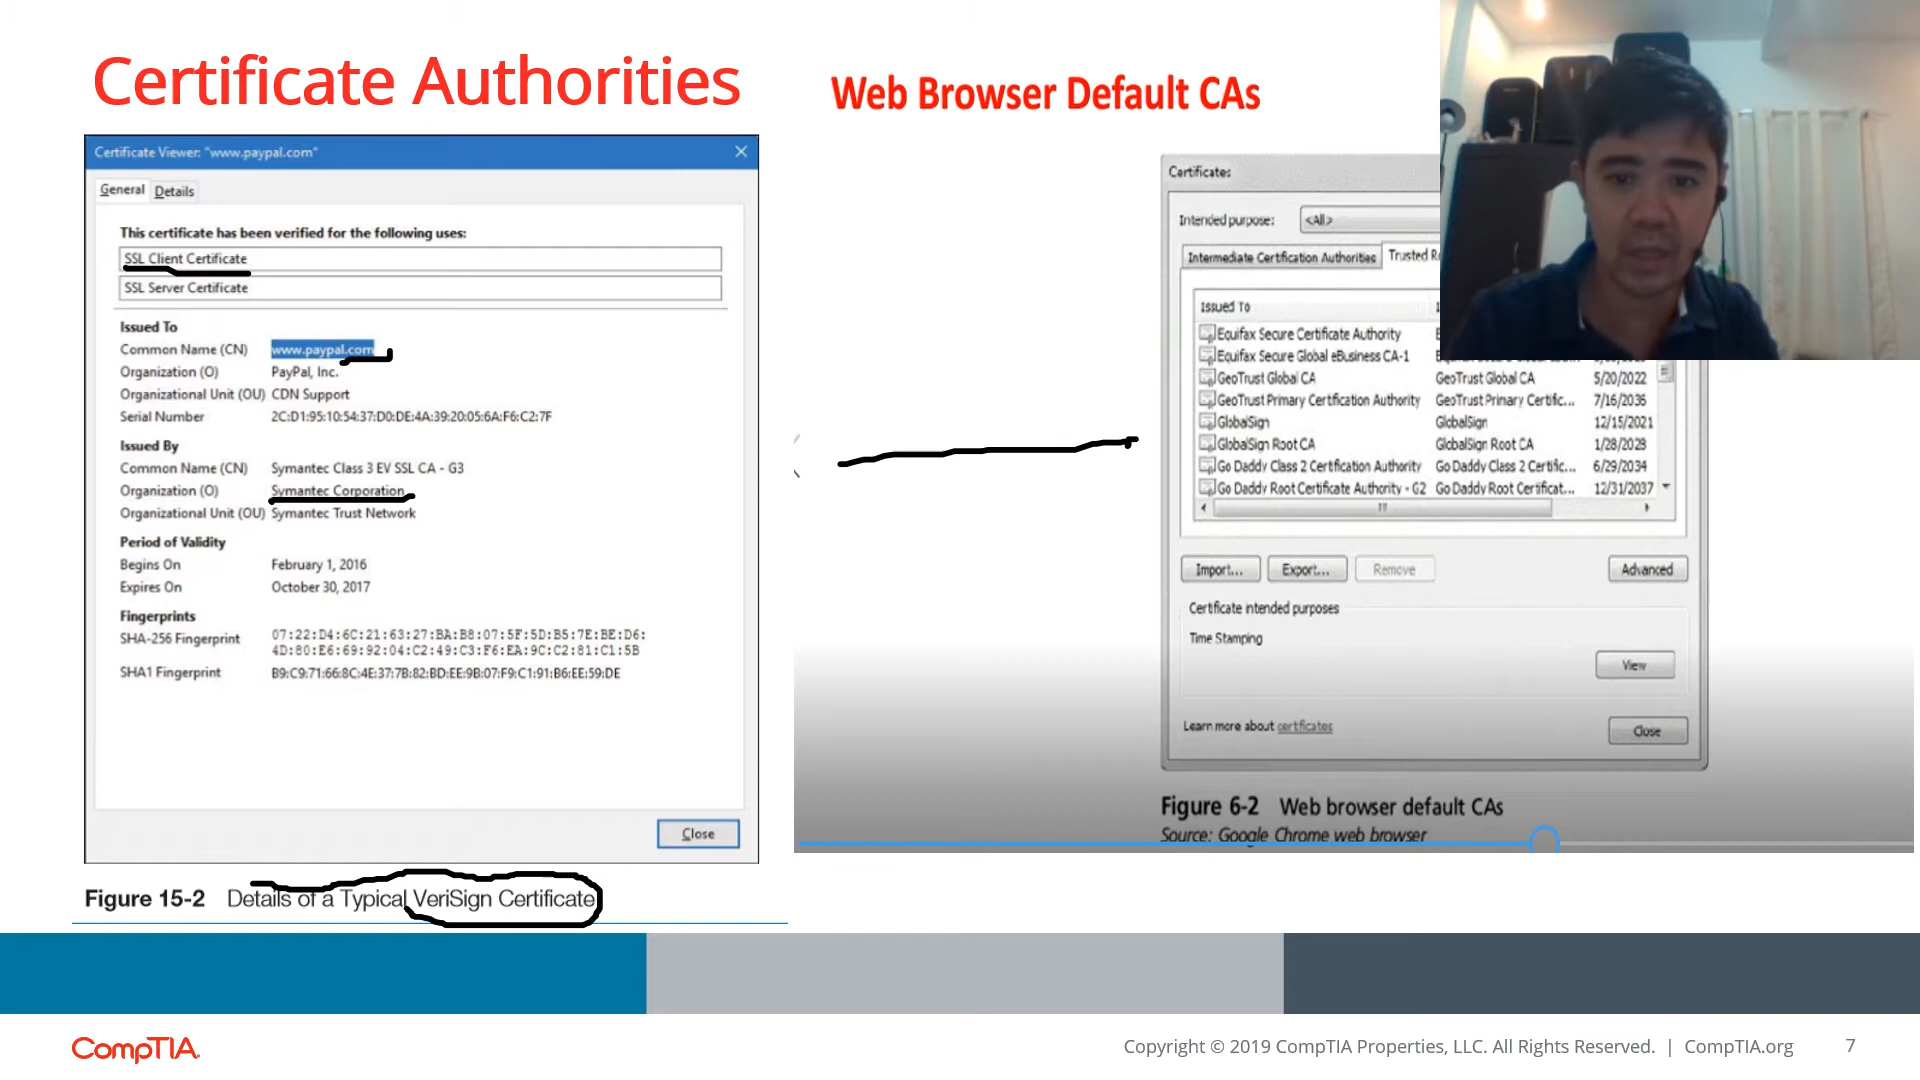 Certificate Authorities
Certificate Viewer: "www.paypal.com"
General Details
This certificate has been verified for the following uses:
SSL Client Certificate
SSL Server Certificate
Issued To
Common Name (CN) www.paypal.com
Organization (O) PayPal, Inc.
Organizational Unit (OU) CDN Support
Serial Number 2C:D1:95:10:54:37:D0:DE:4A:39:20:05:6A:F6:C2:7F
Issued By
Common Name (CN) Symantec Class 3 EV SSL CA - G3
Organization (O) Symantec Corporation
Organizational Unit (OU) Symantec Trust Network
Period of Validity
Begins On February 1, 2016
Expires On October 30, 2017
Fingerprints
SHA-256 Fingerprint 07:22:D4:6C:21:63:27:BA:B8:07:5F:5D:B5:7E:BE:D6:
4D:80:E6:69:92:04:C2:49:C3:F6:EA:9C:C2:81:C1:5B
SHA1 Fingerprint B9:C9:71:66:8C:4E:37:7B:82:BD:EE:9B:07:F9:C1:91:B6:EE:59:DE
Close
Figure 15-2 Details of a Typical VeriSign Certificate
Web Browser Default CAs
Certificates
Intended purpose: <All>
Intermediate Certification Authorities Trusted
Issued To
Equifax Secure Certificate Authority
Equifax Secure Global eBusiness CA-1
GeoTrust Global CA GeoTrust Global CA 5/20/2022
GeoTrust Primary Certification Authority GeoTrust Primary Certific... 7/16/2036
GlobalSign GlobalSign 12/15/2021
GlobalSign Root CA GlobalSign Root CA 1/28/2028
Go Daddy Class 2 Certification Authority Go Daddy Class 2 Certific... 6/29/2034
Go Daddy Root Certificate Authority - G2 Go Daddy Root Certificat... 12/31/2037
Import... Export... Remove Advanced
Certificate intended purposes
Time Stamping
View
Learn more about certificates
Close
Figure 6-2 Web browser default CAs
Source: Google Chrome web browser
CompTIA.
Copyright © 2019 CompTIA Properties, LLC. All Rights Reserved. | CompTIA.org 7